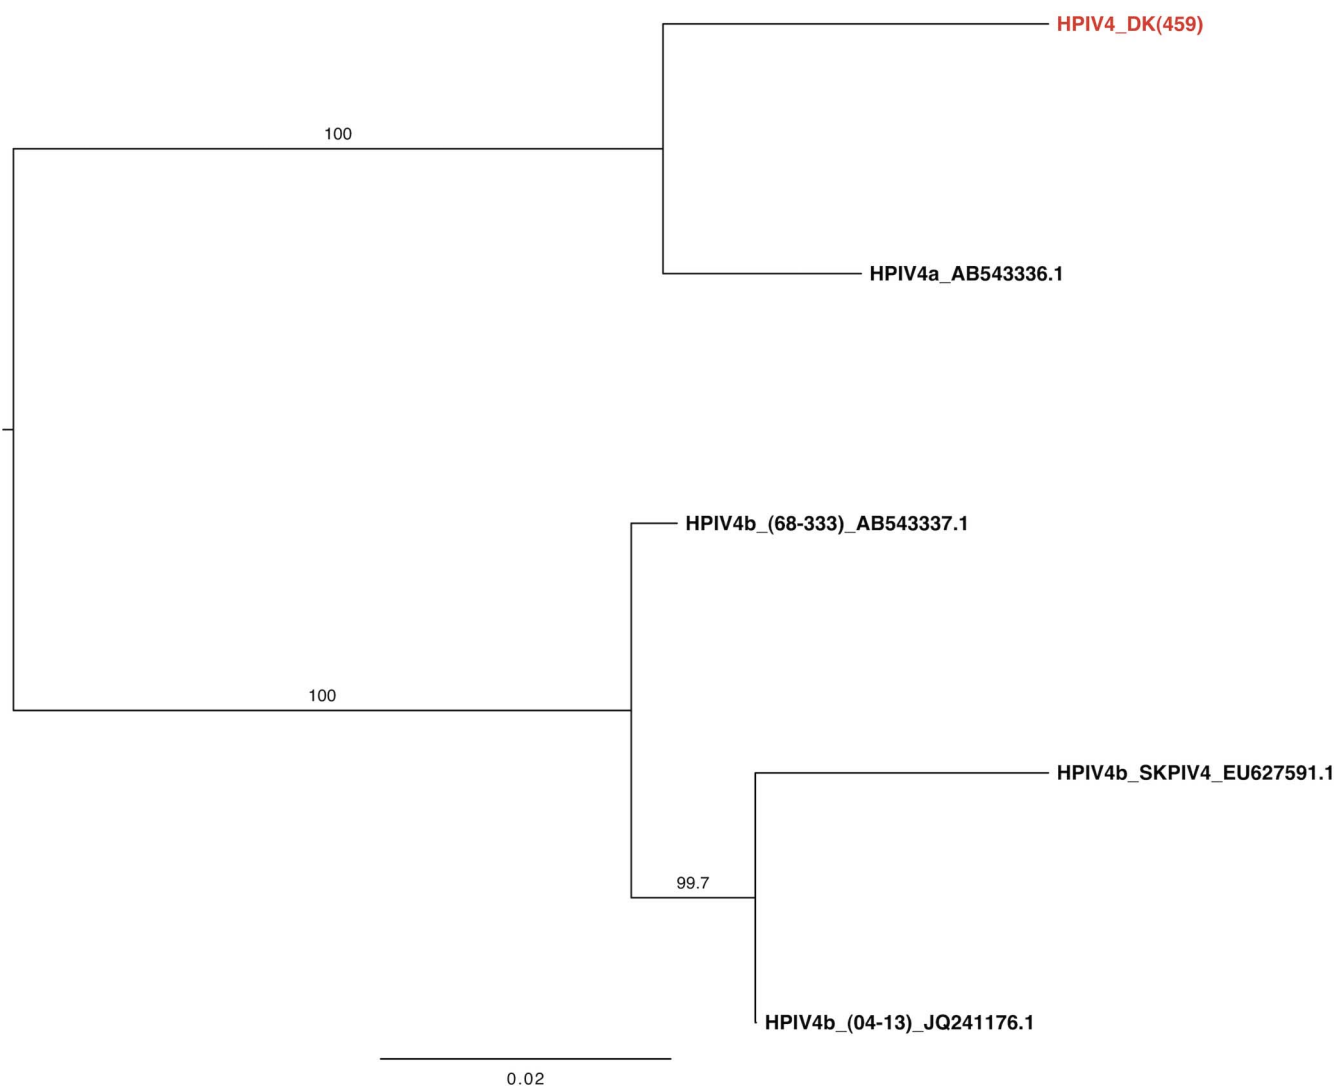 HPIV4_DK(459)
100
HPIV4a_AB543336.1
HPIV4b_(68-333)_AB543337.1
100
HPIV4b_SKPIV4_EU627591.1
99.7
HPIV4b_(04-13)_JQ241176.1
0.02